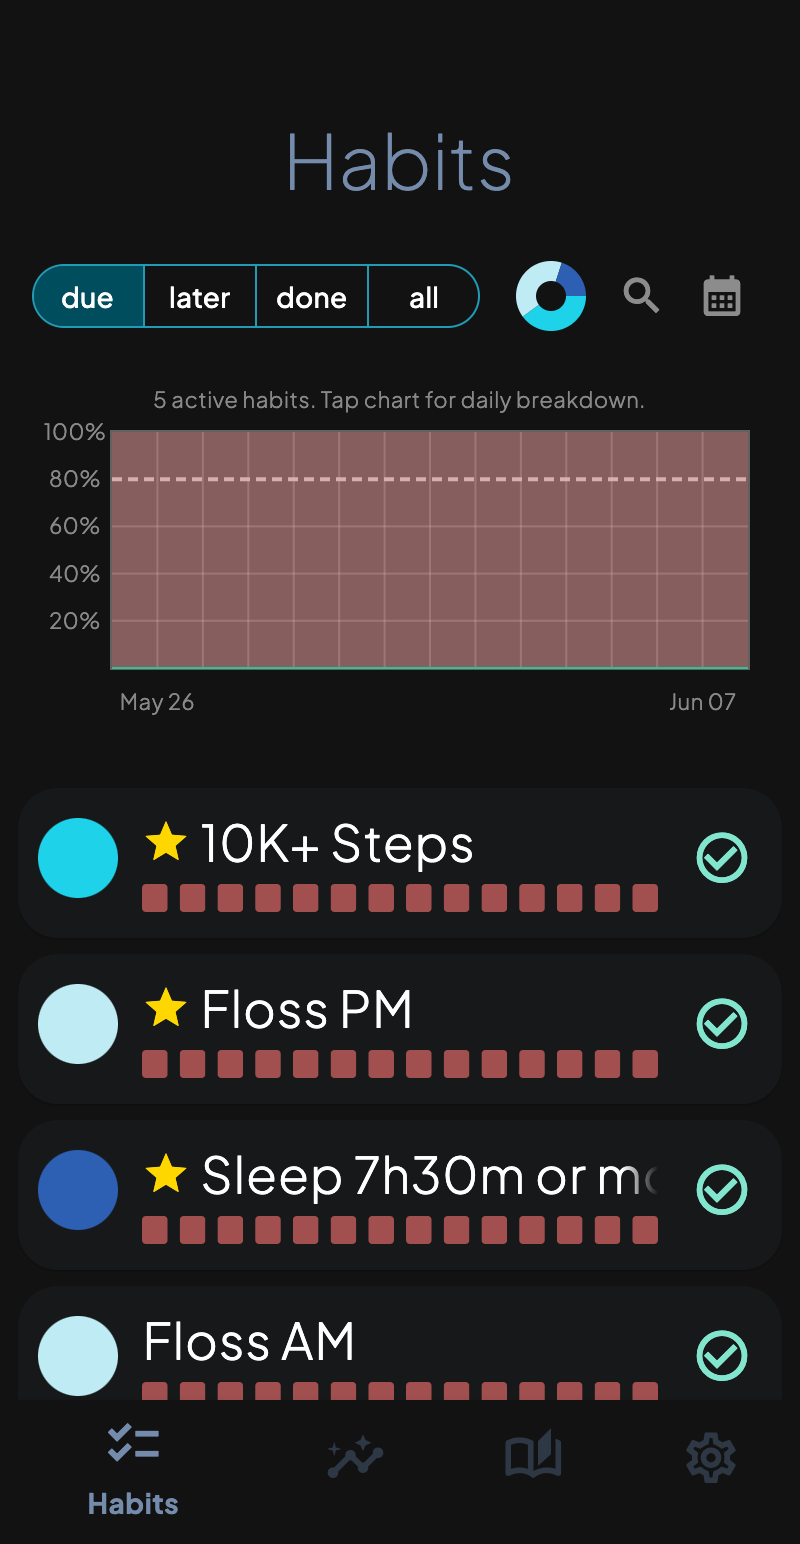 Habits
due later done all
5 active habits. Tap chart for daily breakdown.
100%
80%
60%
40%
20%
May 26 Jun 07
10K+ Steps
Floss PM
Sleep 7h30m or mo
Floss AM
Habits